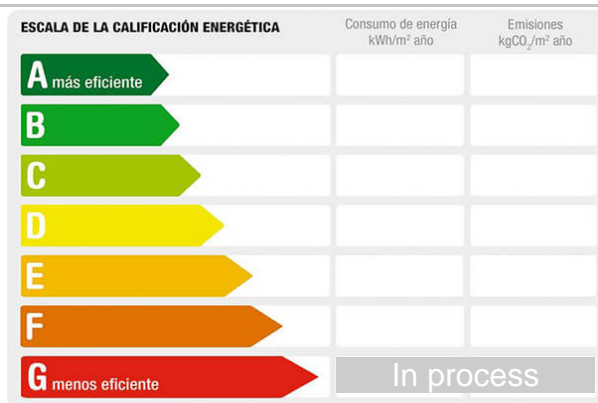 ESCALA DE LA CALIFICACIÓN ENERGÉTICA
Consumo de energía
kWh/m² año
Emisiones
kgCO₂/m² año
A más eficiente
B
C
D
E
F
G menos eficiente
In process